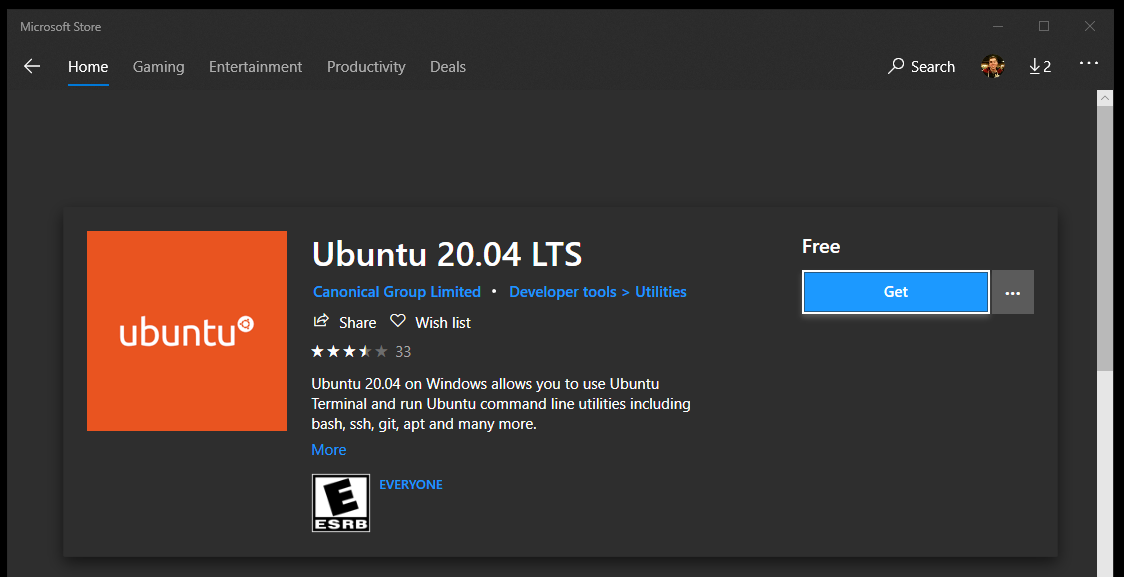 Microsoft Store
Home Gaming Entertainment Productivity Deals Search 2
Ubuntu 20.04 LTS
Free
Canonical Group Limited • Developer tools > Utilities
Get
Share Wish list
ubuntu
33
Ubuntu 20.04 on Windows allows you to use Ubuntu
Terminal and run Ubuntu command line utilities including
bash, ssh, git, apt and many more.
More
E
EVERYONE
ESRB